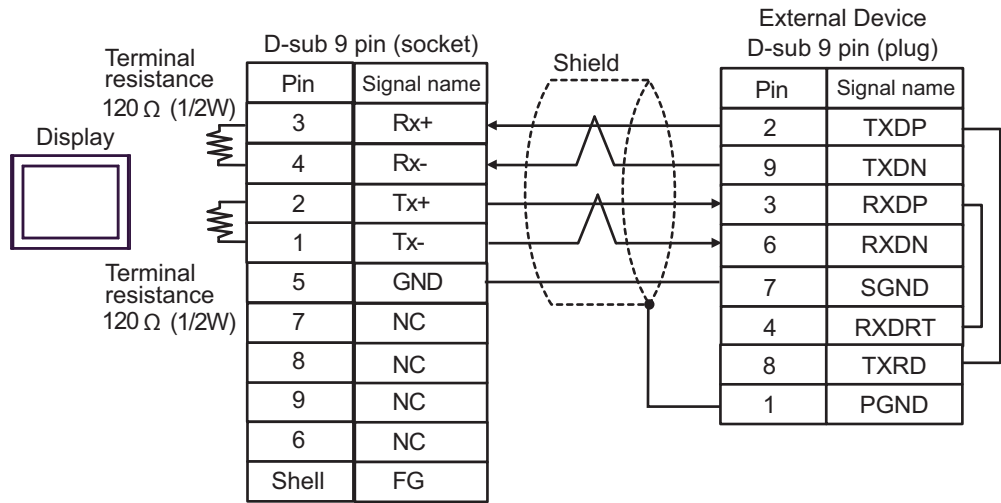 Display
Terminal
resistance
120 Ω (1/2W)
Terminal
resistance
120 Ω (1/2W)
D-sub 9 pin (socket)
Pin Signal name
3 Rx+
4 Rx-
2 Tx+
1 Tx-
5 GND
7 NC
8 NC
9 NC
6 NC
Shell FG
Shield
External Device
D-sub 9 pin (plug)
Pin Signal name
2 TXDP
9 TXDN
3 RXDP
6 RXDN
7 SGND
4 RXDRT
8 TXRD
1 PGND